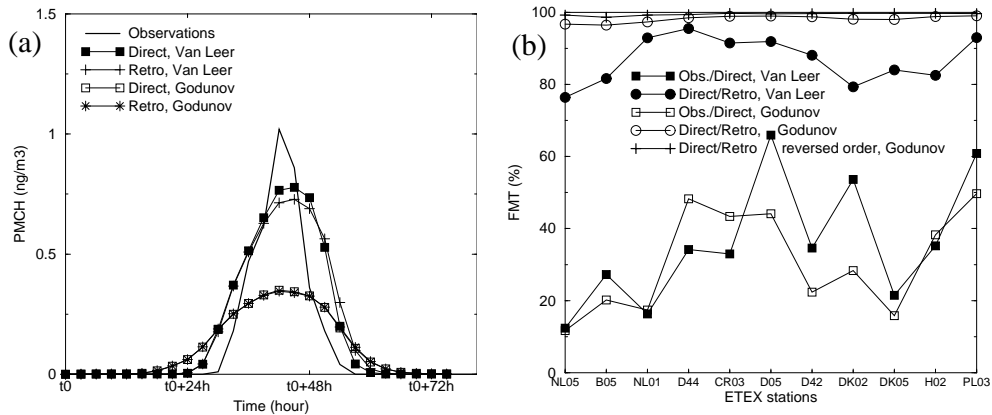 (a)
1.5
1
0.5
0
PMCH (ng/m3)
Observations
Direct, Van Leer
Retro, Van Leer
Direct, Godunov
Retro, Godunov
t0
t0+24h
t0+48h
t0+72h
Time (hour)
(b)
100
80
60
40
20
0
FMT (%)
Obs./Direct, Van Leer
Direct/Retro, Van Leer
Obs./Direct, Godunov
Direct/Retro, Godunov
Direct/Retro reversed order, Godunov
NL05 B05 NL01 D44 CR03 D05 D42 DK02 DK05 H02 PL03
ETEX stations